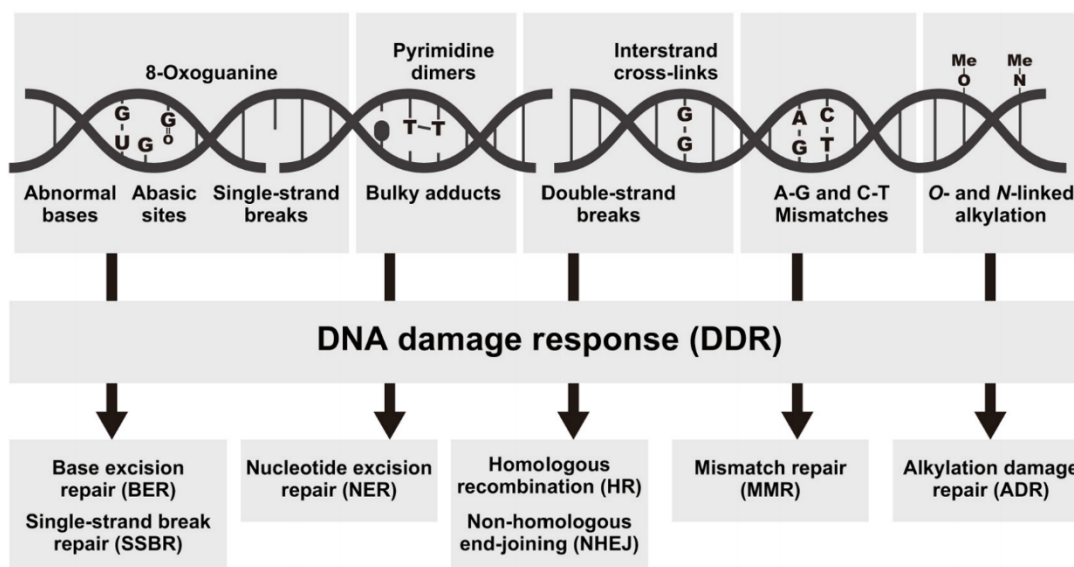 8-Oxoguanine
Pyrimidine
dimers
Interstrand
cross-links
Me
O
Me
N
G
U
G
G
O
T
T
G
G
A
G
C
T
Abnormal
bases
Abasic
sites
Single-strand
breaks
Bulky adducts
Double-strand
breaks
A-G and C-T
Mismatches
O- and N-linked
alkylation
DNA damage response (DDR)
Base excision
repair (BER)
Single-strand break
repair (SSBR)
Nucleotide excision
repair (NER)
Homologous
recombination (HR)
Non-homologous
end-joining (NHEJ)
Mismatch repair
(MMR)
Alkylation damage
repair (ADR)